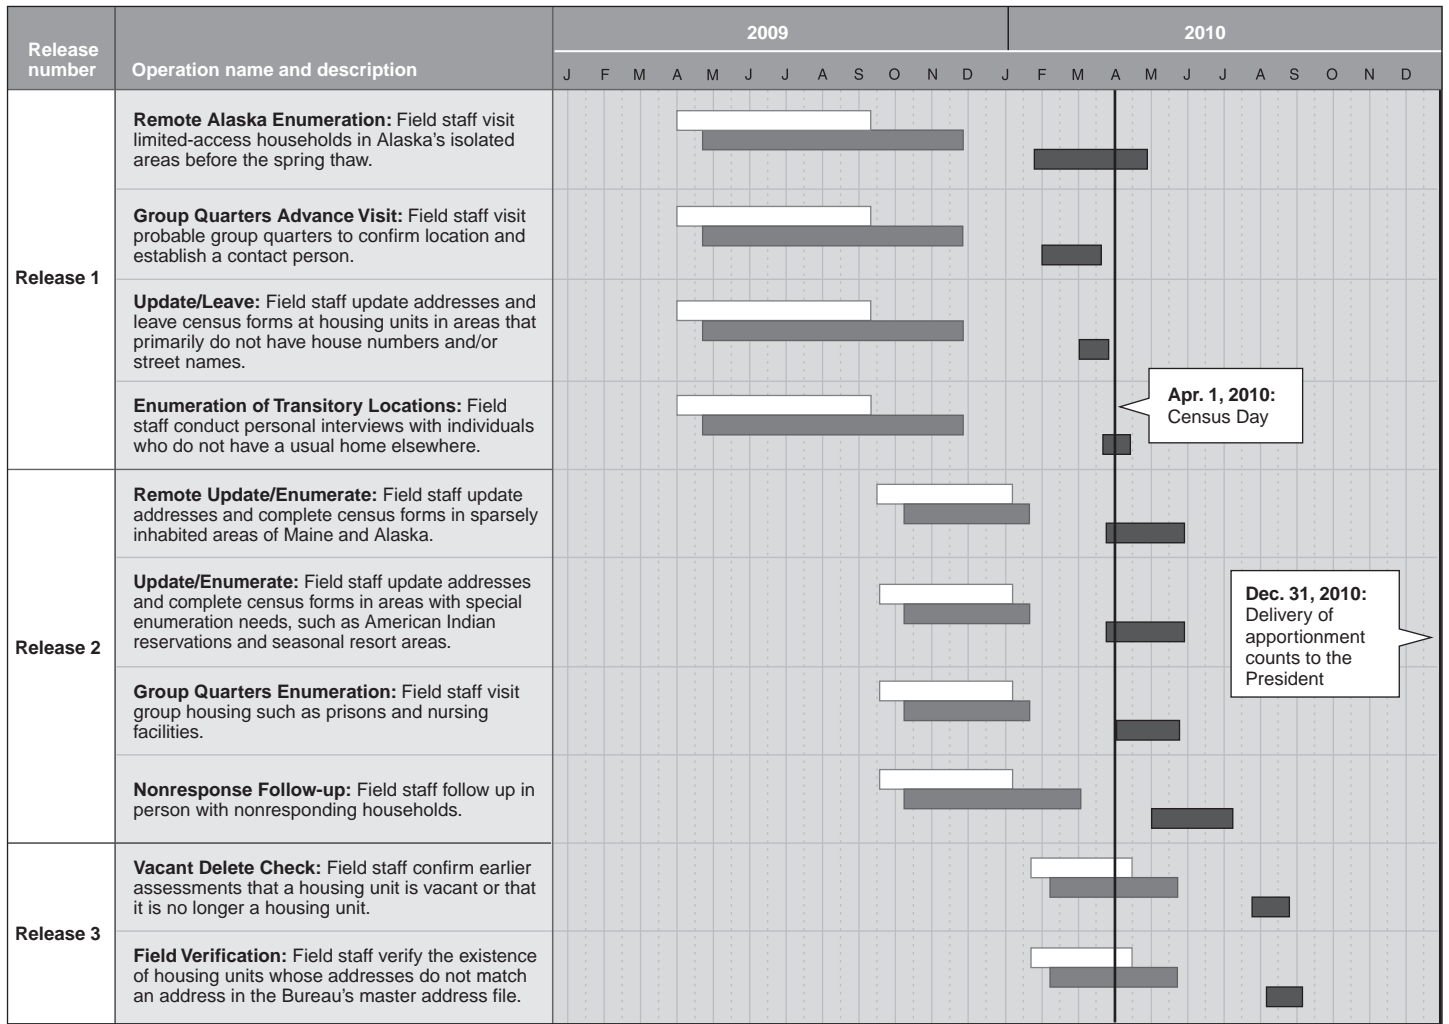 2009 2010
Release
number Operation name and description J F M A M J J A S O N D J F M A M J J A S O N D
Release 1
Remote Alaska Enumeration: Field staff visit
limited-access households in Alaska's isolated
areas before the spring thaw.
Group Quarters Advance Visit: Field staff visit
probable group quarters to confirm location and
establish a contact person.
Update/Leave: Field staff update addresses and
leave census forms at housing units in areas that
primarily do not have house numbers and/or
street names.
Enumeration of Transitory Locations: Field
staff conduct personal interviews with individuals
who do not have a usual home elsewhere.
Apr. 1, 2010:
Census Day
Release 2
Remote Update/Enumerate: Field staff update
addresses and complete census forms in sparsely
inhabited areas of Maine and Alaska.
Update/Enumerate: Field staff update addresses
and complete census forms in areas with special
enumeration needs, such as American Indian
reservations and seasonal resort areas.
Group Quarters Enumeration: Field staff visit
group housing such as prisons and nursing
facilities.
Nonresponse Follow-up: Field staff follow up in
person with nonresponding households.
Dec. 31, 2010:
Delivery of
apportionment
counts to the
President
Release 3
Vacant Delete Check: Field staff confirm earlier
assessments that a housing unit is vacant or that
it is no longer a housing unit.
Field Verification: Field staff verify the existence
of housing units whose addresses do not match
an address in the Bureau's master address file.